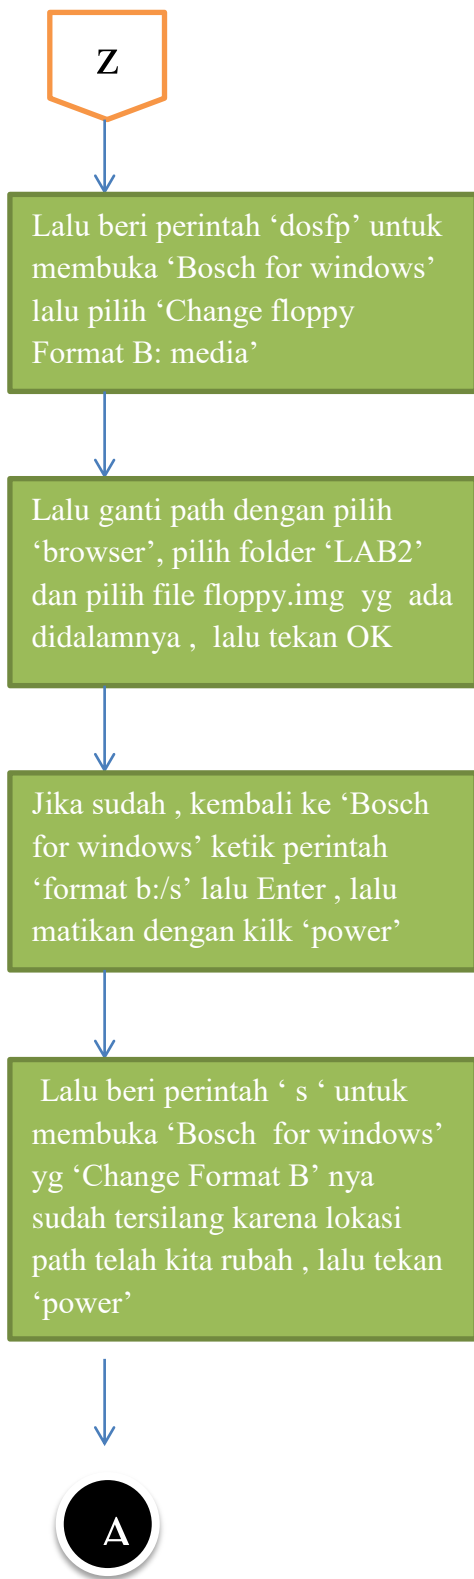 Z
Lalu beri perintah ‘dosfp’ untuk
membuka ‘Bosch for windows’
lalu pilih ‘Change floppy
Format B: media’
Lalu ganti path dengan pilih
‘browser’, pilih folder ‘LAB2’
dan pilih file floppy.img yg ada
didalamnya , lalu tekan OK
Jika sudah , kembali ke ‘Bosch
for windows’ ketik perintah
‘format b:/s’ lalu Enter , lalu
matikan dengan kilk ‘power’
Lalu beri perintah ‘ s ‘ untuk
membuka ‘Bosch for windows’
yg ‘Change Format B’ nya
sudah tersilang karena lokasi
path telah kita rubah , lalu tekan
‘power’
A